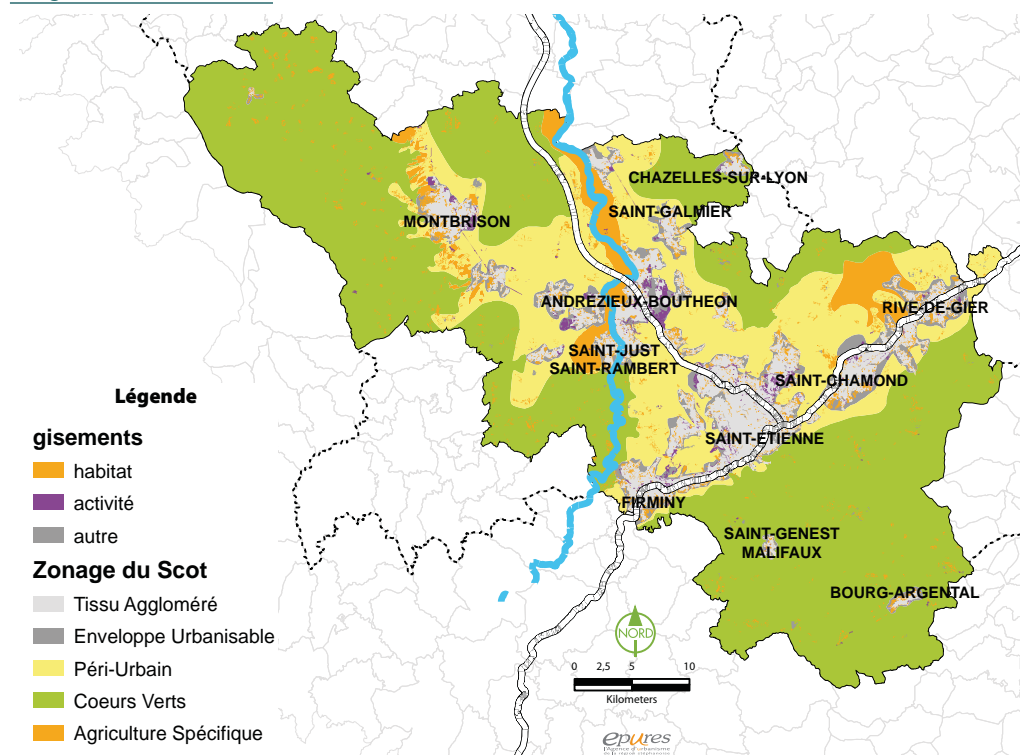 CHAZELLES-SUR-LYON
SAINT-GALMIER
MONTBRISON
ANDREZIEUX-BOUTHEON
RIVE-DE-GIER
SAINT-JUST
SAINT-RAMBERT
SAINT-CHAMOND
SAINT-ETIENNE
FIRMINY
SAINT-GENEST
MALIFAUX
BOURG-ARGENTAL
Légende
gisements
habitat
activité
autre
Zonage du Scot
Tissu Aggloméré
Enveloppe Urbanisable
Péri-Urbain
Coeurs Verts
Agriculture Spécifique
NORD
0 2,5 5 10
Kilometers
epures
l'Agence d'urbanisme